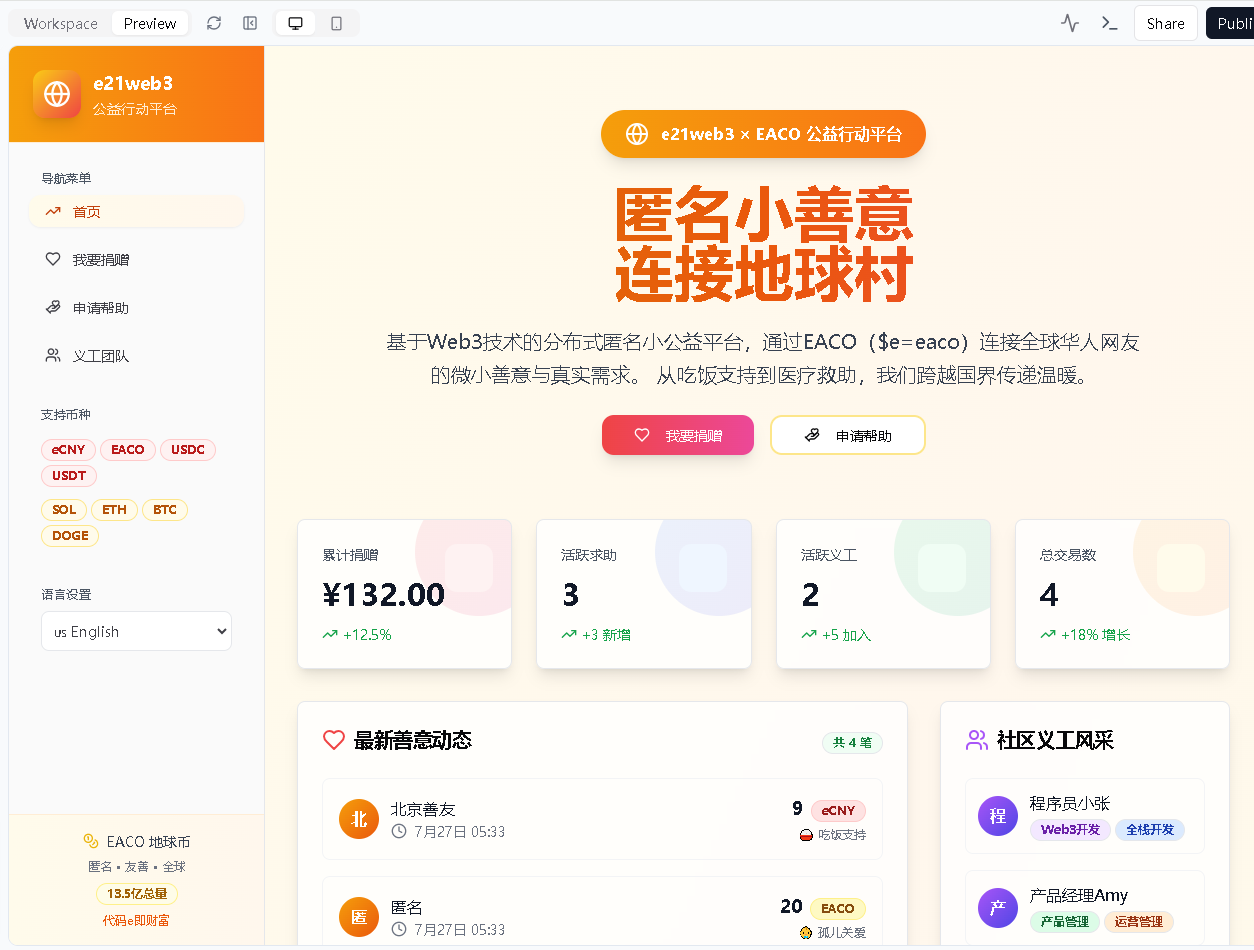 Workspace Preview Share Publi
e21web3
公益行动平台
导航菜单
首页
我要捐赠
申请帮助
义工团队
支持币种
eCNY EACO USDC
USDT
SOL ETH BTC
DOGE
语言设置
us English
EACO 地球币
匿名 • 友善 • 全球
13.5亿总量
代码e即财富
e21web3 × EACO 公益行动平台
匿名小善意
连接地球村
基于Web3技术的分布式匿名小公益平台，通过EACO（$e=eaco）连接全球华人网友
的微小善意与真实需求。 从吃饭支持到医疗救助，我们跨越国界传递温暖。
我要捐赠 申请帮助
累计捐赠
¥132.00
+12.5%
活跃求助
3
+3 新增
活跃义工
2
+5 加入
总交易数
4
+18% 增长
最新善意动态 共 4 笔
北 北京善友 9 eCNY
7月27日 05:33 吃饭支持
匿 匿名 20 EACO
7月27日 05:33 孤儿关爱
社区义工风采
程 程序员小张
Web3开发 全栈开发
产 产品经理Amy
产品管理 运营管理